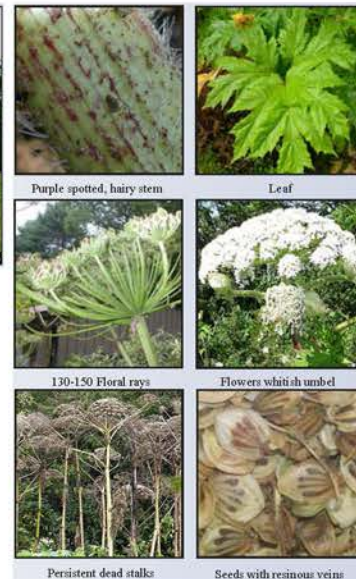 Purple spotted, hairy stem
Leaf
130-150 Floral rays
Flowers whitish umbel
Persistent dead stalks
Seeds with resinous veins